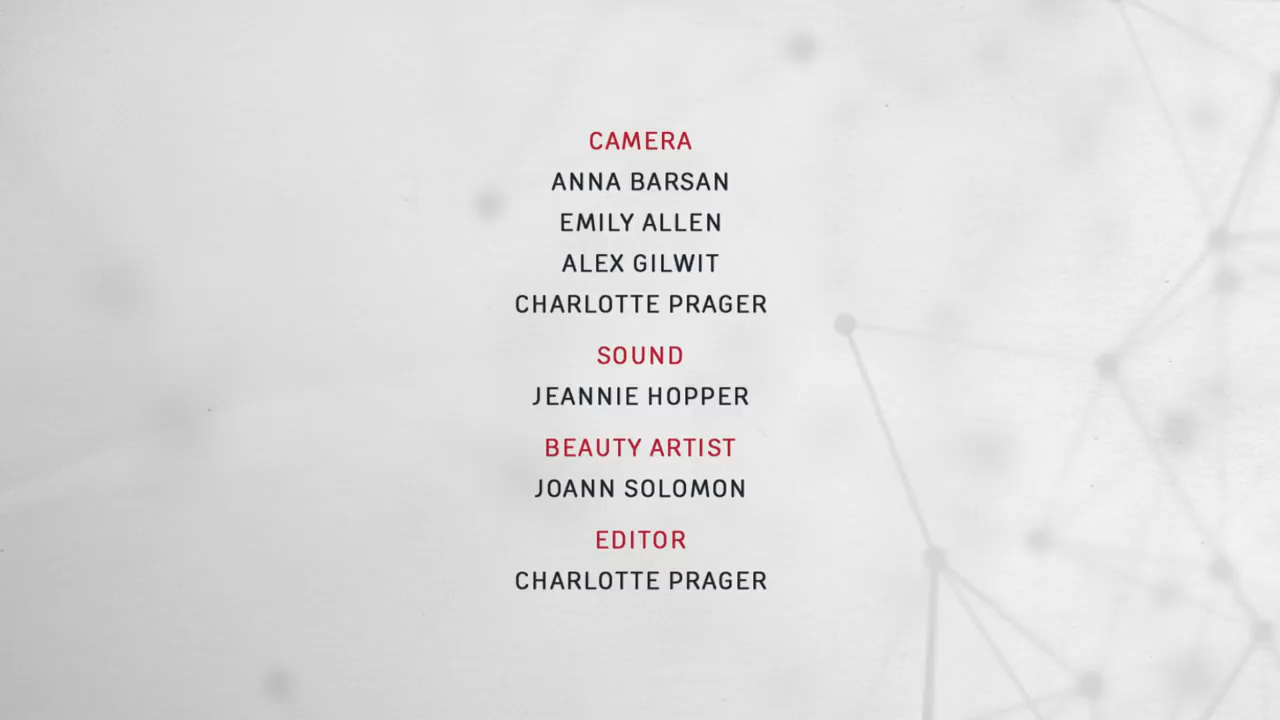 CAMERA
ANNA BARSAN
EMILY ALLEN
ALEX GILWIT
CHARLOTTE PRAGER
SOUND
JEANNIE HOPPER
BEAUTY ARTIST
JOANN SOLOMON
EDITOR
CHARLOTTE PRAGER